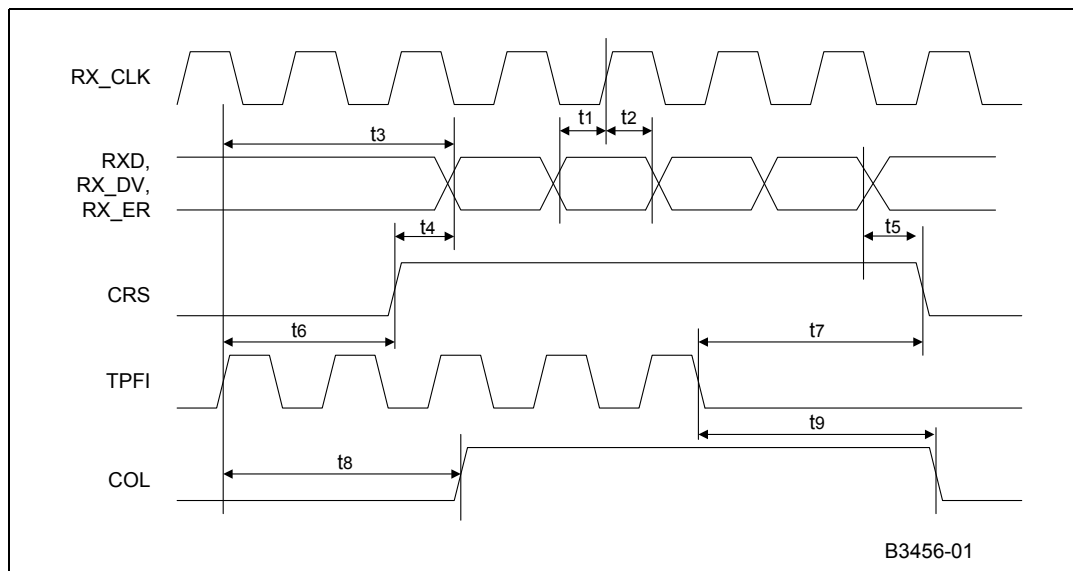 RX_CLK
t1
t2
t3
RXD,
RX_DV,
RX_ER
t4
t5
CRS
t6
t7
TPFI
t9
t8
COL
B3456-01